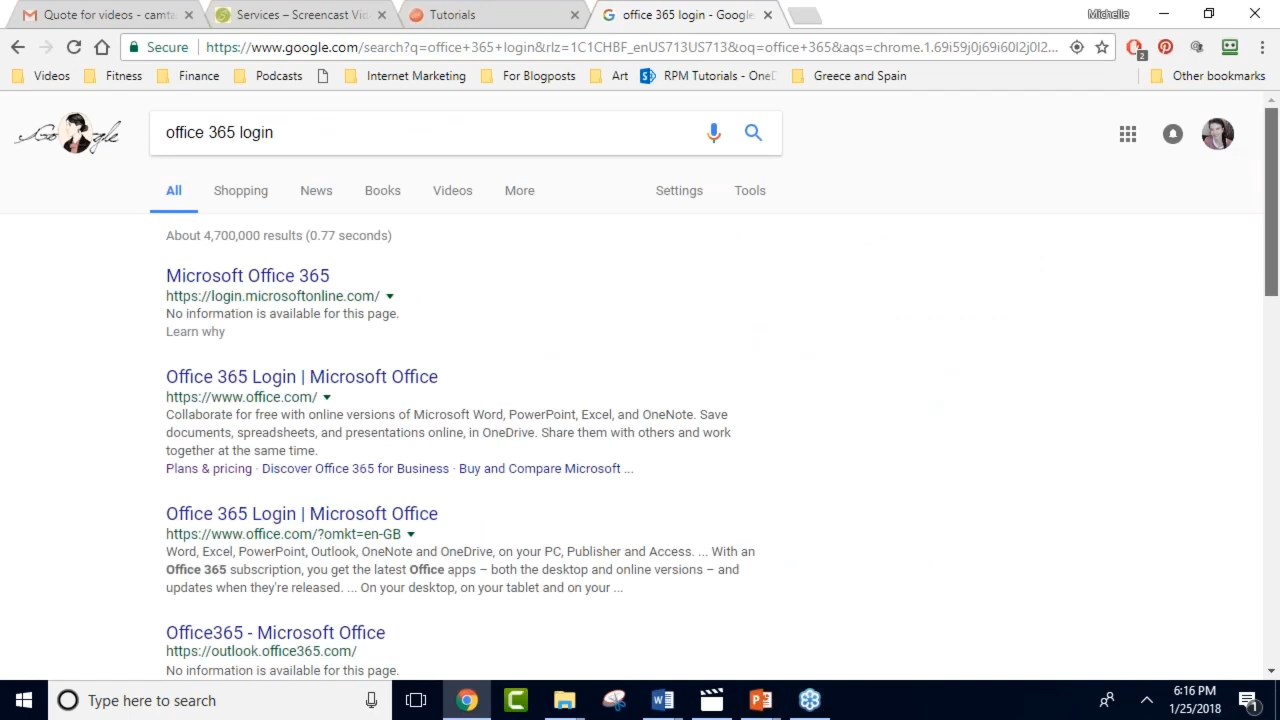 Quote for videos - camta
Services – Screencast Vid
Tutorials
office 365 login - Google
Michelle
Secure
https://www.google.com/search?q=office+365+login&rlz=1C1CHBF_enUS713US713&oq=office+365&aqs=chrome.1.69i59j0j69i60l2j0l2...
2
Videos
Fitness
Finance
Podcasts
Internet Marketing
For Blogposts
Art
RPM Tutorials - OneD
Greece and Spain
Other bookmarks
office 365 login
All
Shopping
News
Books
Videos
More
Settings
Tools
About 4,700,000 results (0.77 seconds)
Microsoft Office 365
https://login.microsoftonline.com/
No information is available for this page.
Learn why
Office 365 Login | Microsoft Office
https://www.office.com/
Collaborate for free with online versions of Microsoft Word, PowerPoint, Excel, and OneNote. Save
documents, spreadsheets, and presentations online, in OneDrive. Share them with others and work
together at the same time.
Plans & pricing · Discover Office 365 for Business · Buy and Compare Microsoft ...
Office 365 Login | Microsoft Office
https://www.office.com/?omkt=en-GB
Word, Excel, PowerPoint, Outlook, OneNote and OneDrive, on your PC, Publisher and Access. ... With an
Office 365 subscription, you get the latest Office apps – both the desktop and online versions – and
updates when they're released. ... On your desktop, on your tablet and on your ...
Office365 - Microsoft Office
https://outlook.office365.com/
No information is available for this page.
Type here to search
6:16 PM
1/25/2018
1